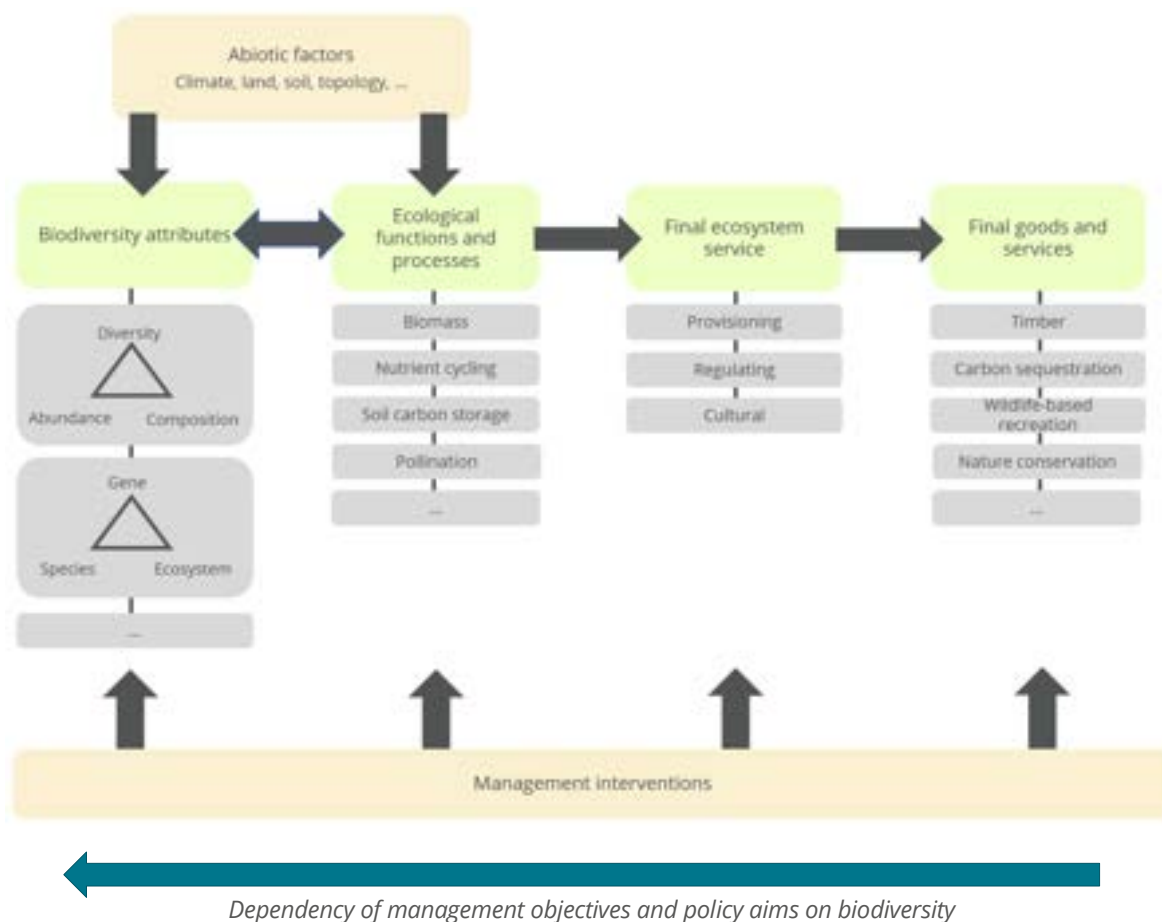 Abiotic factors
Climate, land, soil, topology, ...
Biodiversity attributes
Ecological
functions and
processes
Final ecosystem
service
Final goods and
services
Diversity
Abundance
Composition
Gene
Species
Ecosystem
...
Biomass
Nutrient cycling
Soil carbon storage
Pollination
...
Provisioning
Regulating
Cultural
Timber
Carbon sequestration
Wildlife-based
recreation
Nature conservation
...
Management interventions
Dependency of management objectives and policy aims on biodiversity